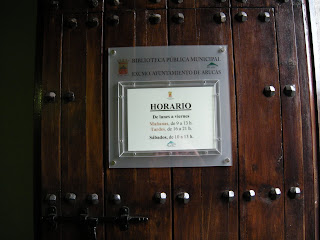 BIBLIOTECA PÚBLICA MUNICIPAL
AYUNTAMIENTO DE ARUCAS
HORARIO
De lunes a viernes
Mañanas, de 9 a 13 h.
Tardes, de 16 a 21 h.
Sábados, de 10 a 13 h.